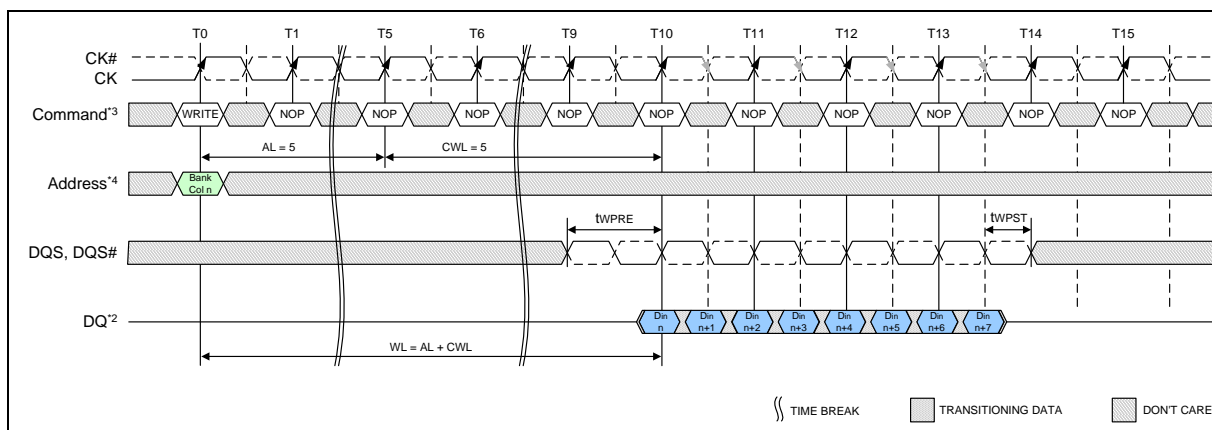 T0 T1 T5 T6 T9 T10 T11 T12 T13 T14 T15
CK#
CK
Command*3 WRITE NOP NOP NOP NOP NOP NOP NOP NOP NOP NOP
AL = 5 CWL = 5
Address*4 Bank
Col n
tWPRE tWPST
DQS, DQS#
DQ*2 Din
n Din
n+1 Din
n+2 Din
n+3 Din
n+4 Din
n+5 Din
n+6 Din
n+7
WL = AL + CWL
TIME BREAK TRANSITIONING DATA DON'T CARE